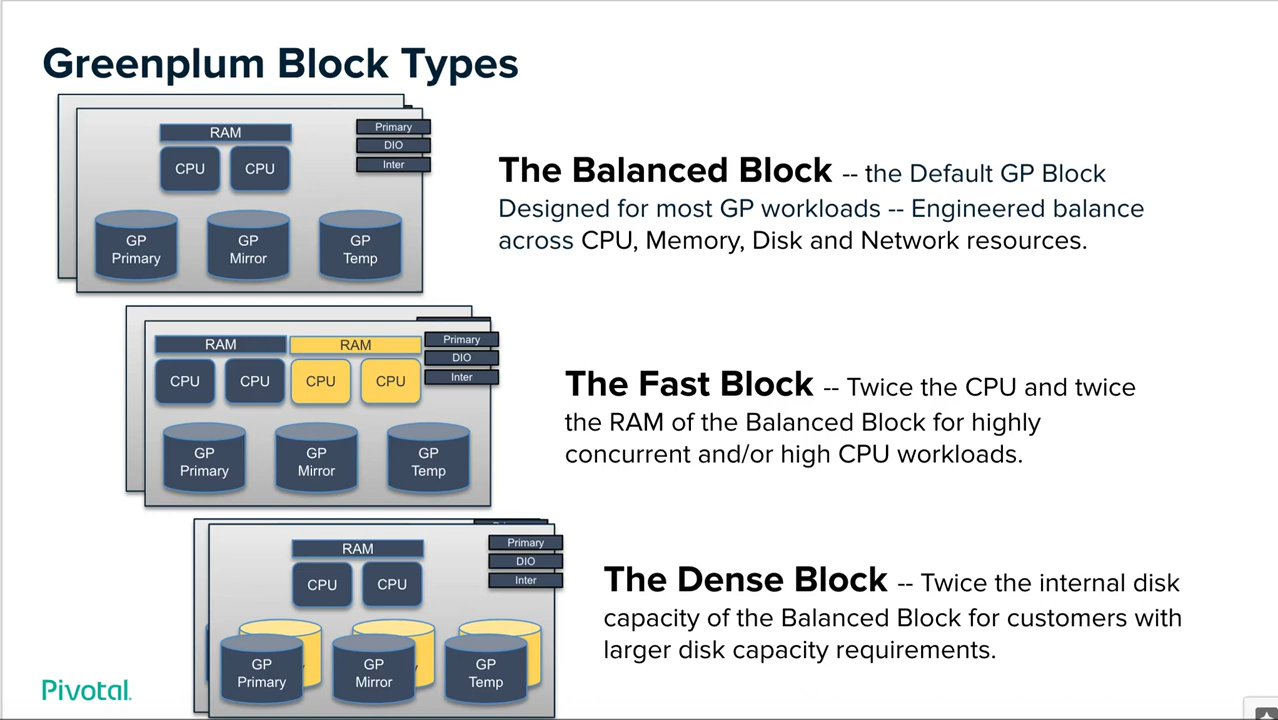 Greenplum Block Types
RAM
CPU CPU
Primary
DIO
Inter
GP Primary
GP Mirror
GP Temp
The Balanced Block -- the Default GP Block
Designed for most GP workloads -- Engineered balance
across CPU, Memory, Disk and Network resources.
RAM RAM
CPU CPU CPU CPU
Primary
DIO
Inter
GP Primary
GP Mirror
GP Temp
The Fast Block -- Twice the CPU and twice
the RAM of the Balanced Block for highly
concurrent and/or high CPU workloads.
RAM
CPU CPU
Primary
DIO
Inter
GP Primary
GP Mirror
GP Temp
The Dense Block -- Twice the internal disk
capacity of the Balanced Block for customers with
larger disk capacity requirements.
Pivotal.